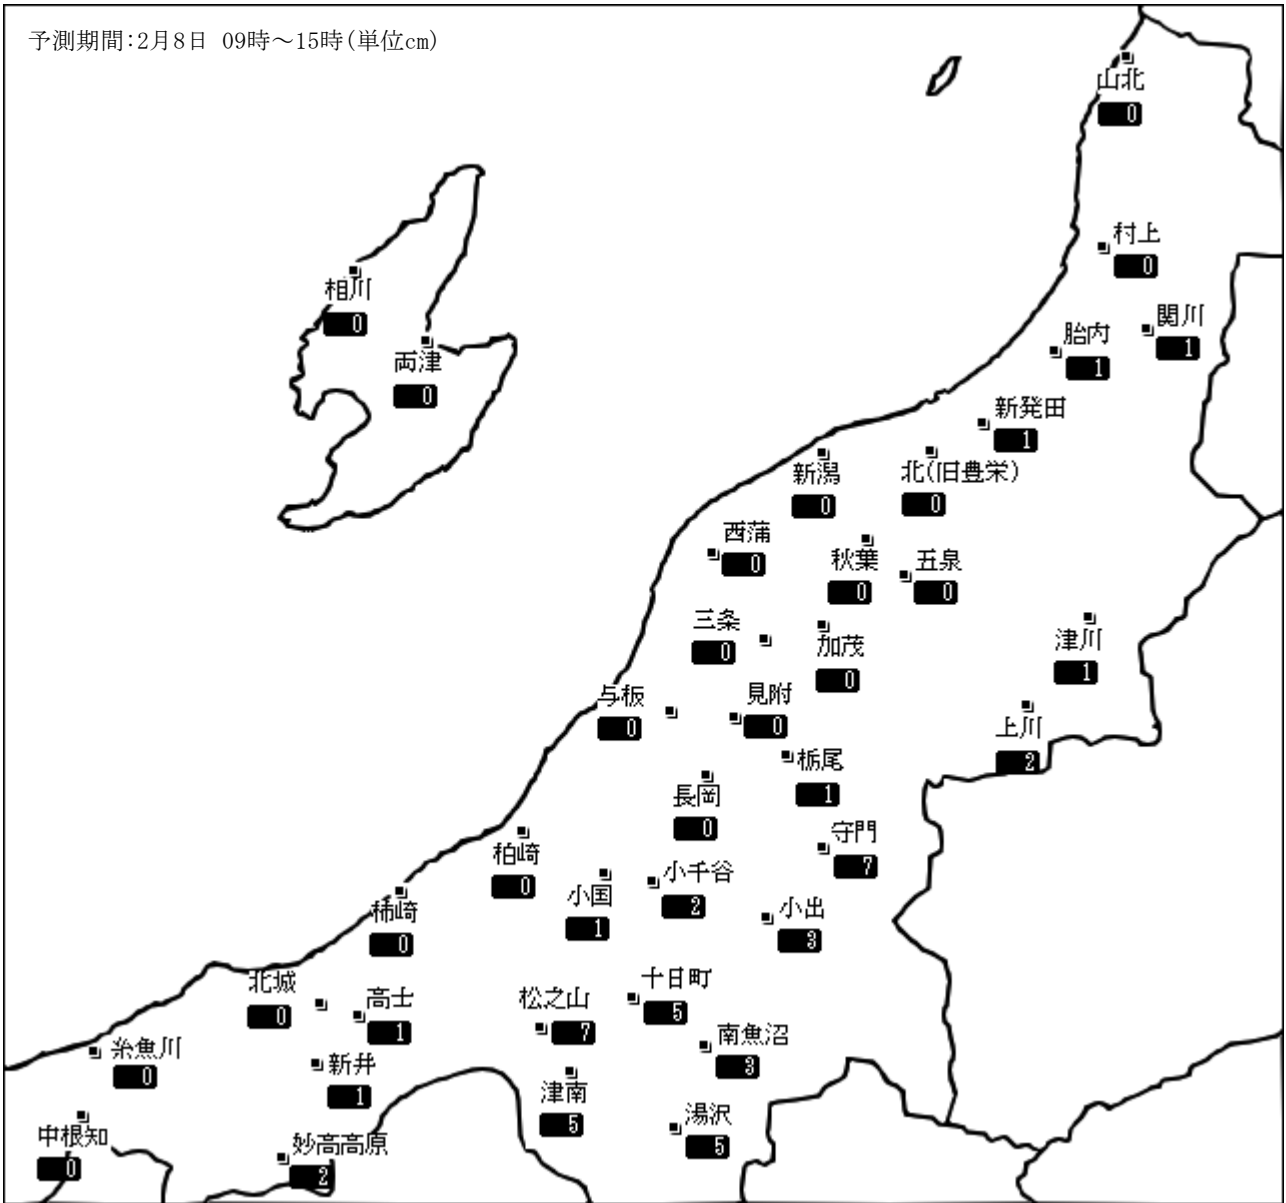 予測期間:2月8日 09時～15時(単位cm)
山北
0
村上
0
相川
0
関川
1
胎内
1
両津
0
新発田
1
新潟
0
北(旧豊栄)
0
西蒲
0
秋葉
0
五泉
0
三条
0
加茂
0
津川
1
与板
0
見附
0
上川
2
栃尾
1
長岡
0
守門
7
柏崎
0
小国
1
小千谷
2
小出
3
柿崎
0
北城
0
高士
1
松之山
7
十日町
5
南魚沼
3
糸魚川
0
新井
1
津南
5
湯沢
5
中根知
0
妙高高原
2